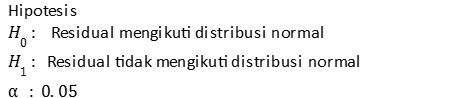 Hipotesis
H₀ : Residual mengikuti distribusi normal
H₁ : Residual tidak mengikuti distribusi normal
α : 0. 05